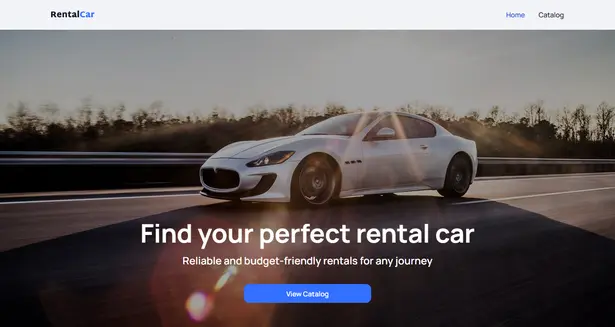 RentalCar
Home
Catalog
Find your perfect rental car
Reliable and budget-friendly rentals for any journey
View Catalog